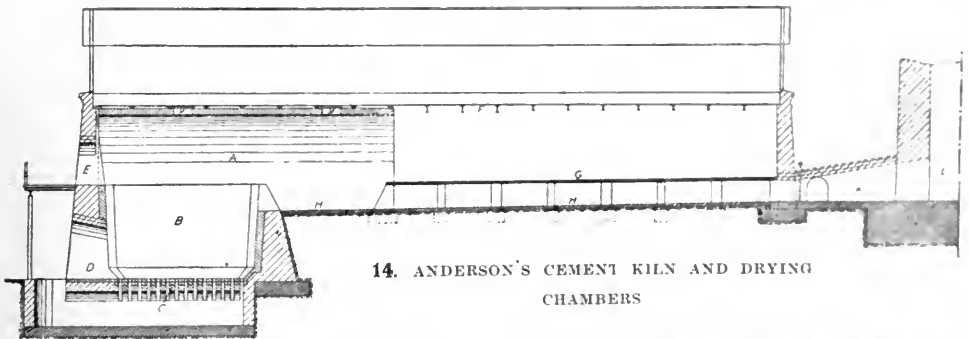 F
A
E
G
B
H H
D
C
14. ANDERSON'S CEMENT KILN AND DRYING
CHAMBERS